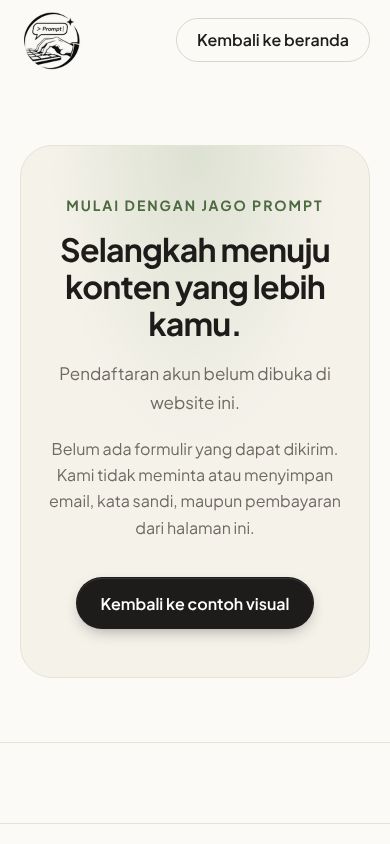 > Prompt|
Kembali ke beranda
MULAI DENGAN JAGO PROMPT
Selangkah menuju
konten yang lebih
kamu.
Pendaftaran akun belum dibuka di
website ini.
Belum ada formulir yang dapat dikirim.
Kami tidak meminta atau menyimpan
email, kata sandi, maupun pembayaran
dari halaman ini.
Kembali ke contoh visual